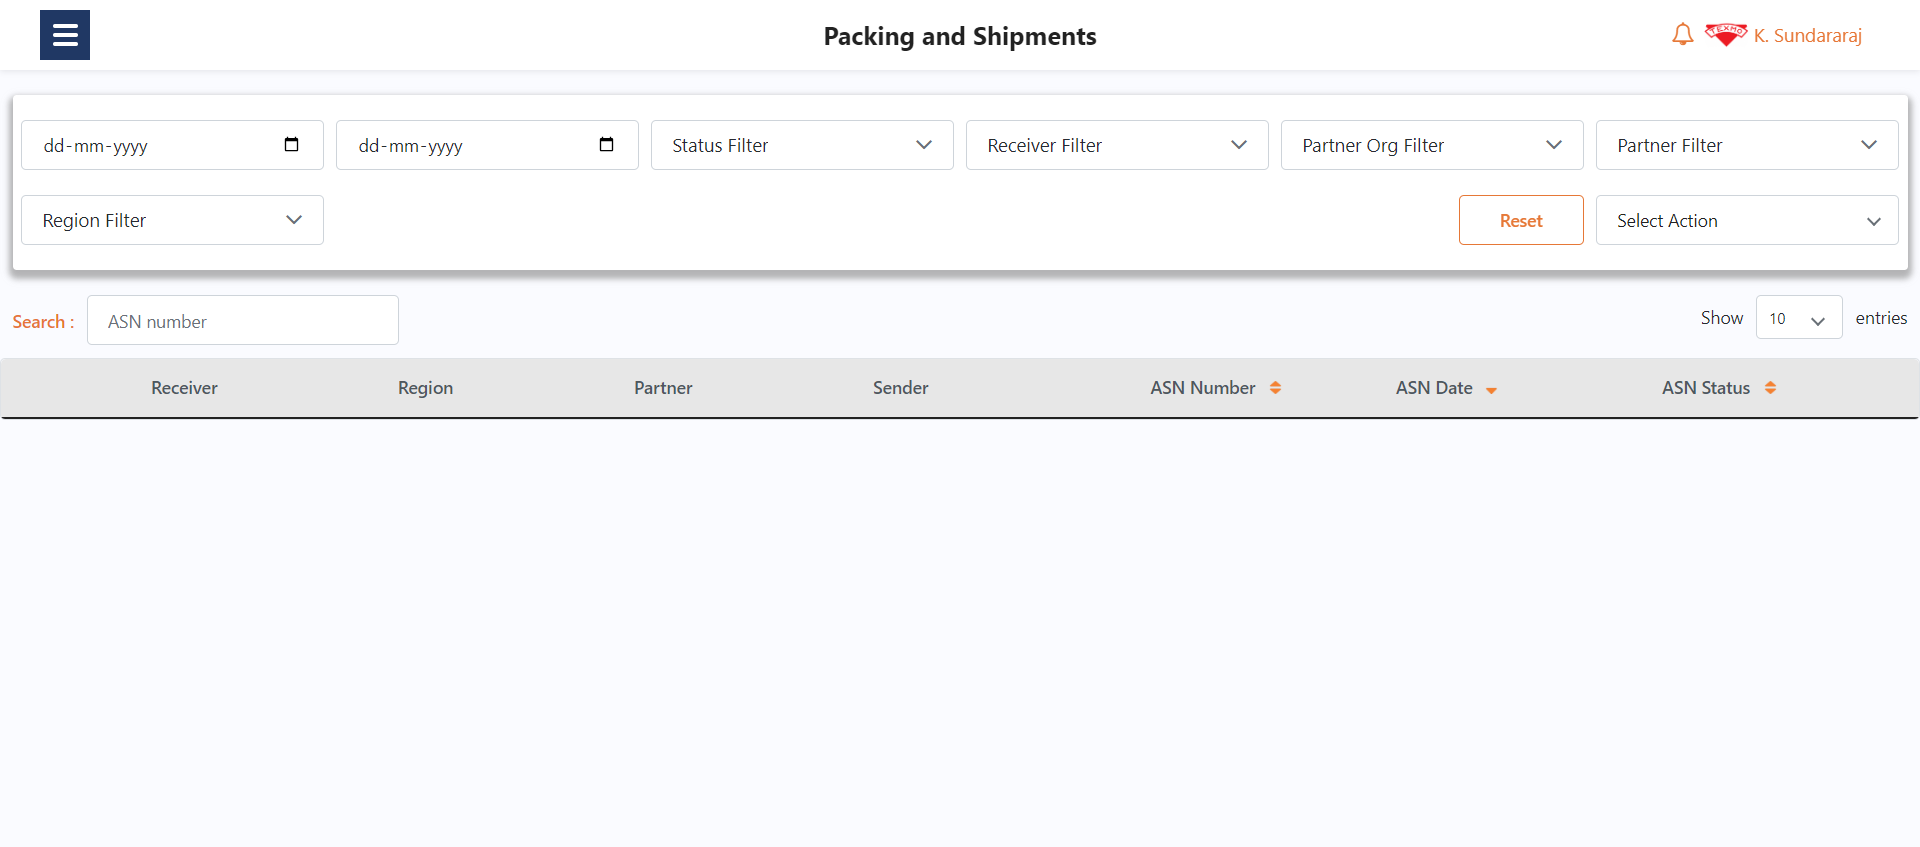 Packing and Shipments
TEXMO
K. Sundararaj
dd-mm-yyyy
dd-mm-yyyy
Status Filter
Receiver Filter
Partner Org Filter
Partner Filter
Region Filter
Reset
Select Action
Search :
ASN number
Show
10
entries
Receiver
Region
Partner
Sender
ASN Number
ASN Date
ASN Status